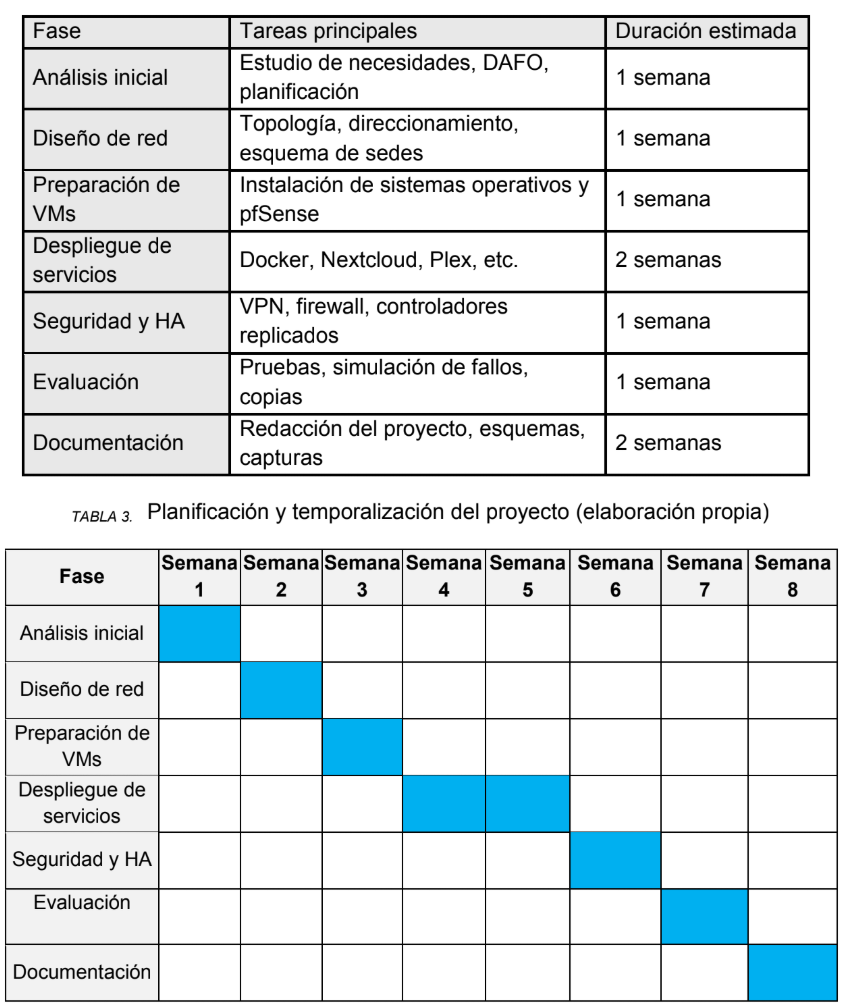 Fase Tareas principales Duración estimada
Análisis inicial Estudio de necesidades, DAFO,
planificación 1 semana
Diseño de red Topología, direccionamiento,
esquema de sedes 1 semana
Preparación de
VMs Instalación de sistemas operativos y
pfSense 1 semana
Despliegue de
servicios Docker, Nextcloud, Plex, etc. 2 semanas
Seguridad y HA VPN, firewall, controladores
replicados 1 semana
Evaluación Pruebas, simulación de fallos,
copias 1 semana
Documentación Redacción del proyecto, esquemas,
capturas 2 semanas
TABLA 3. Planificación y temporalización del proyecto (elaboración propia)
Fase Semana 1 Semana 2 Semana 3 Semana 4 Semana 5 Semana 6 Semana 7 Semana 8
Análisis inicial
Diseño de red
Preparación de
VMs
Despliegue de
servicios
Seguridad y HA
Evaluación
Documentación